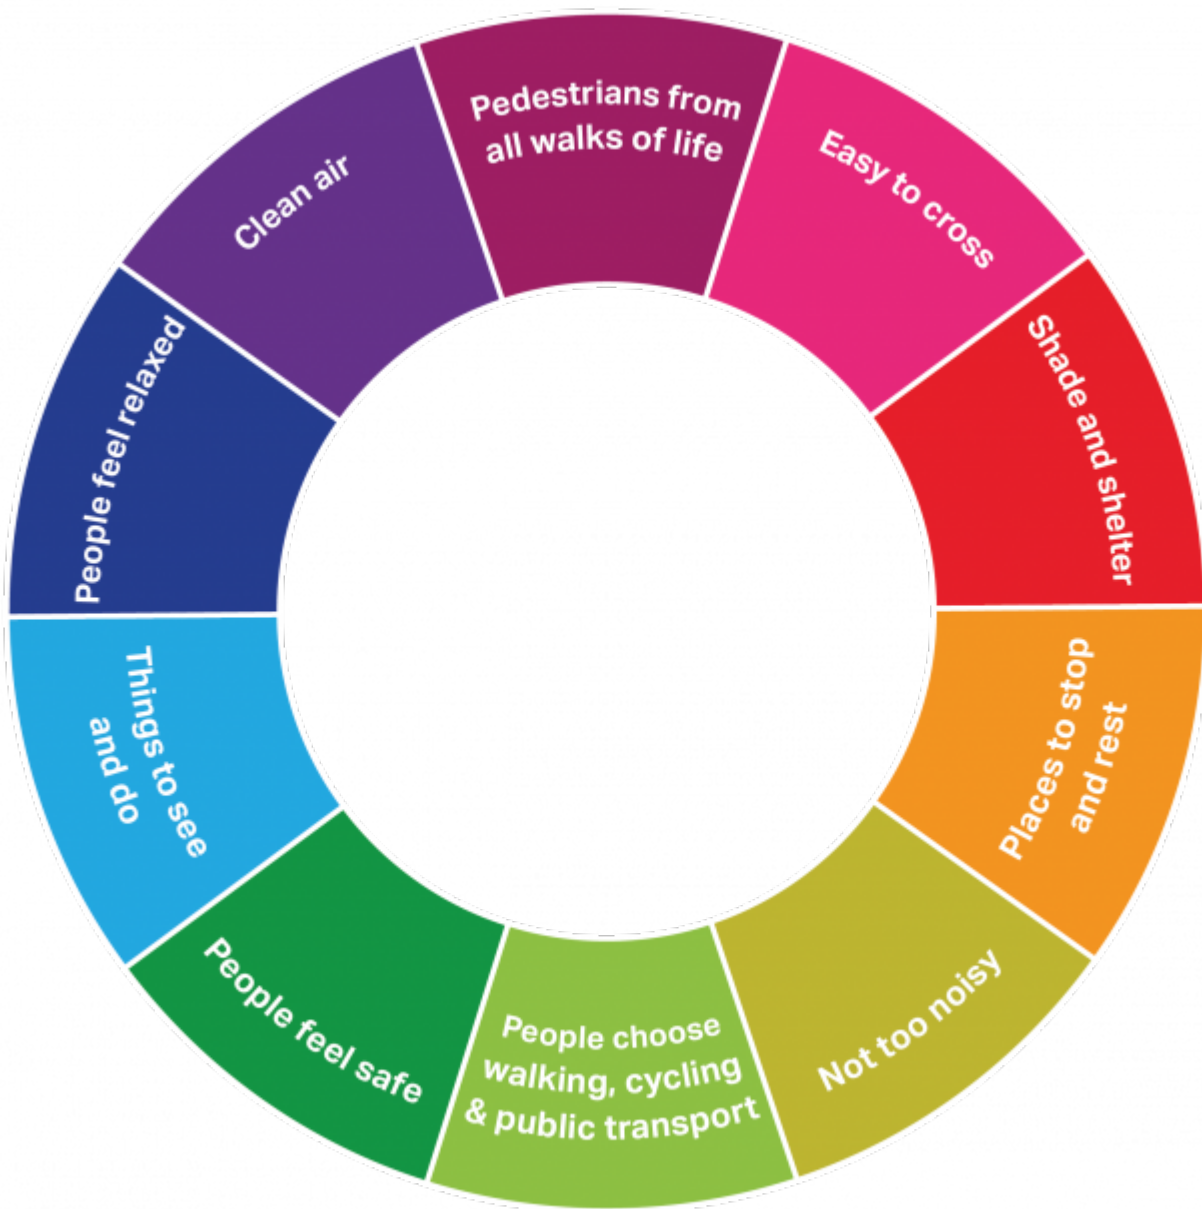 Pedestrians from
all walks of life
Easy to cross
Shade and shelter
Places to stop
and rest
Not too noisy
People choose
walking, cycling
& public transport
People feel safe
Things to see
and do
People feel relaxed
Clean air